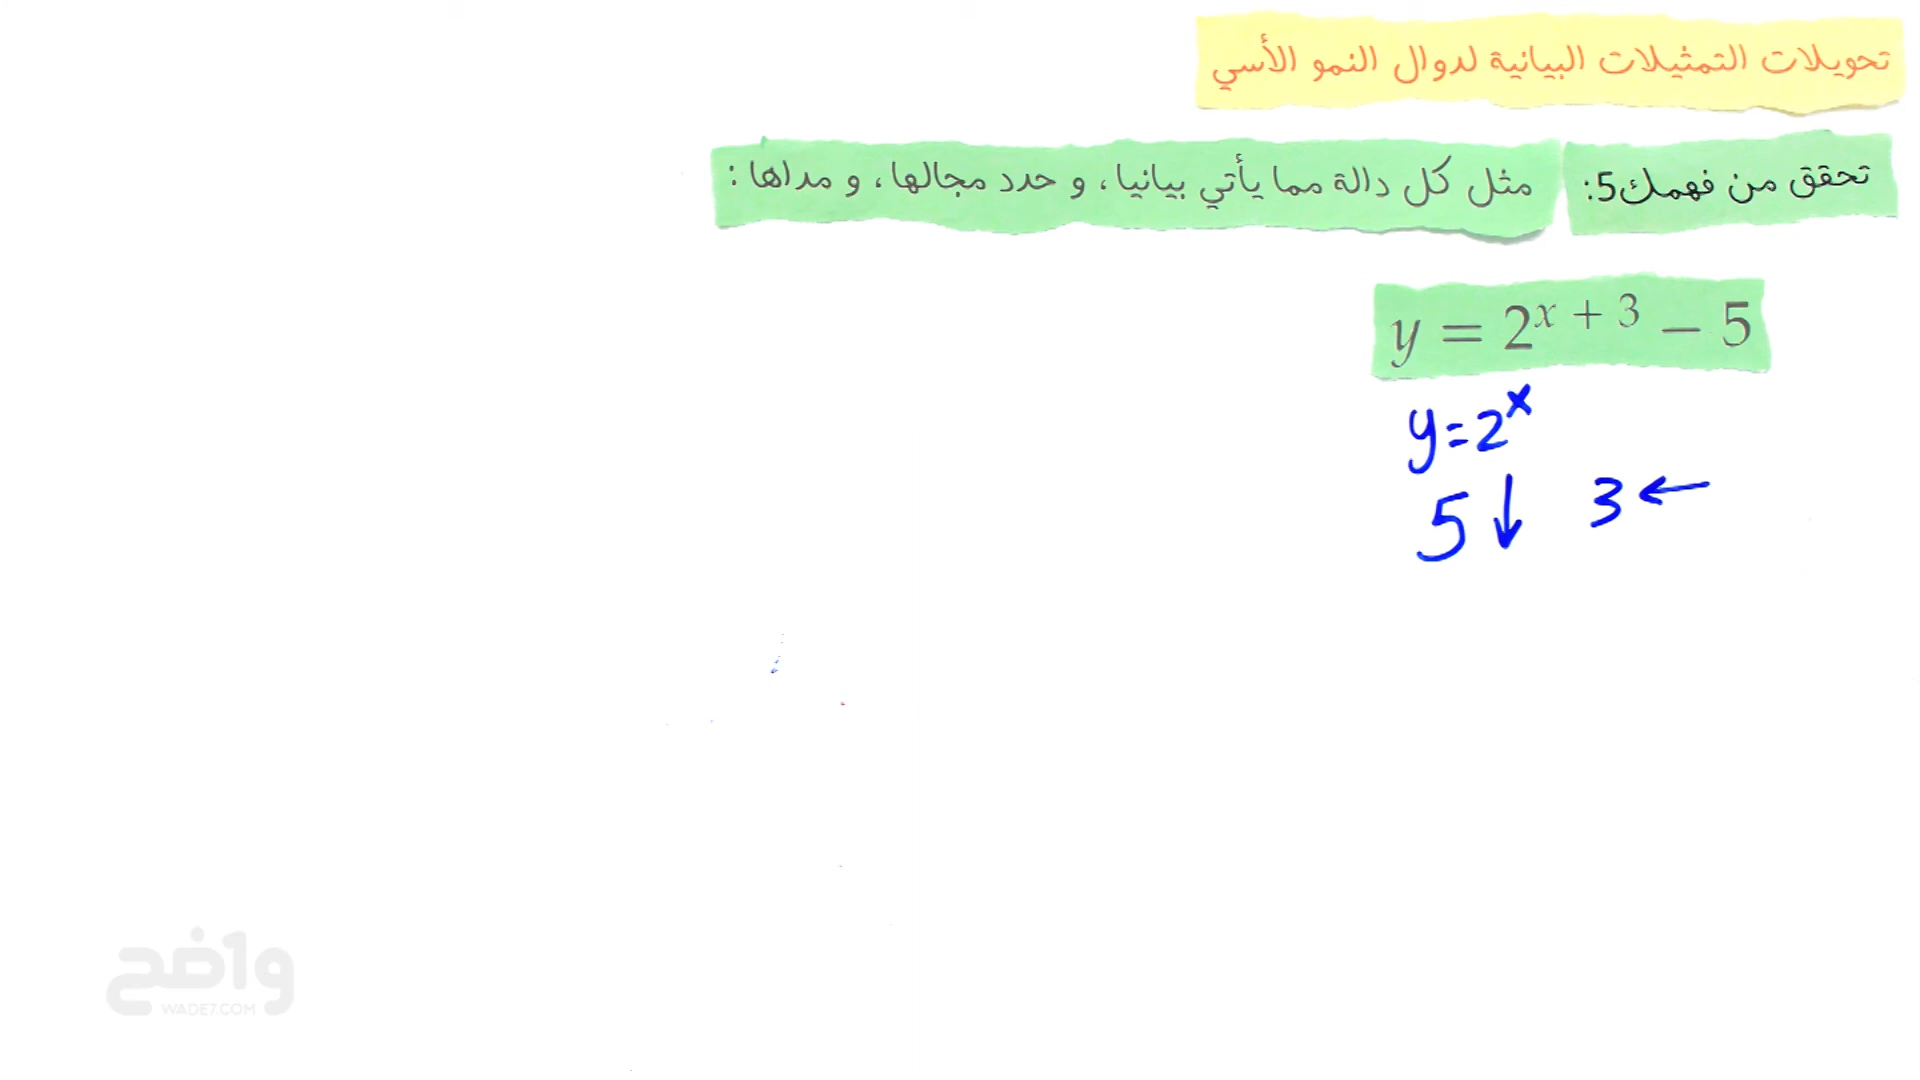 تحويلات التمثيلات البيانية لدوال النمو الأسي
تحقق من فهمك5: مثل كل دالة مما يأتي بيانيا، و حدد مجالها، و مداها:
y = 2^{x + 3} – 5
y=2^x
5↓ 3←
واضح
WADE7.COM